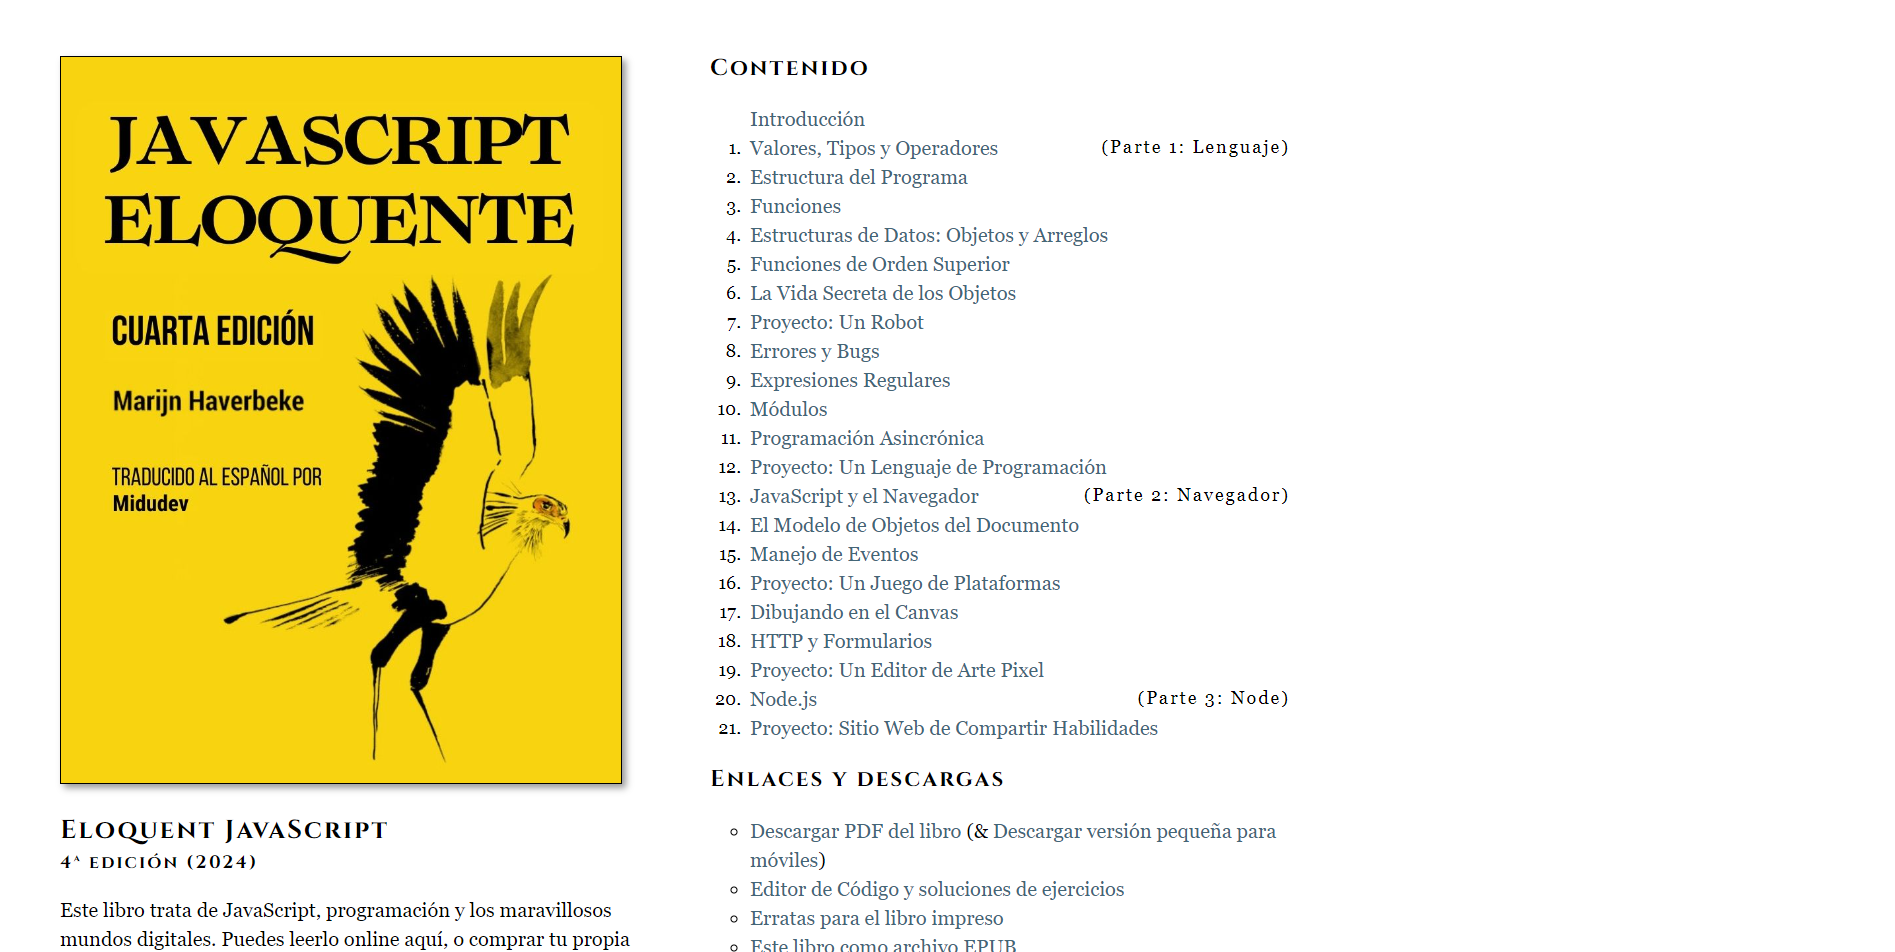 JAVASCRIPT
ELOQUENTE
CUARTA EDICIÓN
Marijn Haverbeke
TRADUCIDO AL ESPAÑOL POR
Midudev
Eloquent JavaScript
4ª edición (2024)
Este libro trata de JavaScript, programación y los maravillosos
mundos digitales. Puedes leerlo online aquí, o comprar tu propia
Contenido
Introducción
1. Valores, Tipos y Operadores (Parte 1: Lenguaje)
2. Estructura del Programa
3. Funciones
4. Estructuras de Datos: Objetos y Arreglos
5. Funciones de Orden Superior
6. La Vida Secreta de los Objetos
7. Proyecto: Un Robot
8. Errores y Bugs
9. Expresiones Regulares
10. Módulos
11. Programación Asincrónica
12. Proyecto: Un Lenguaje de Programación
13. JavaScript y el Navegador (Parte 2: Navegador)
14. El Modelo de Objetos del Documento
15. Manejo de Eventos
16. Proyecto: Un Juego de Plataformas
17. Dibujando en el Canvas
18. HTTP y Formularios
19. Proyecto: Un Editor de Arte Pixel
20. Node.js (Parte 3: Node)
21. Proyecto: Sitio Web de Compartir Habilidades
Enlaces y descargas
Descargar PDF del libro (& Descargar versión pequeña para
móviles)
Editor de Código y soluciones de ejercicios
Erratas para el libro impreso
Este libro como archivo EPUB